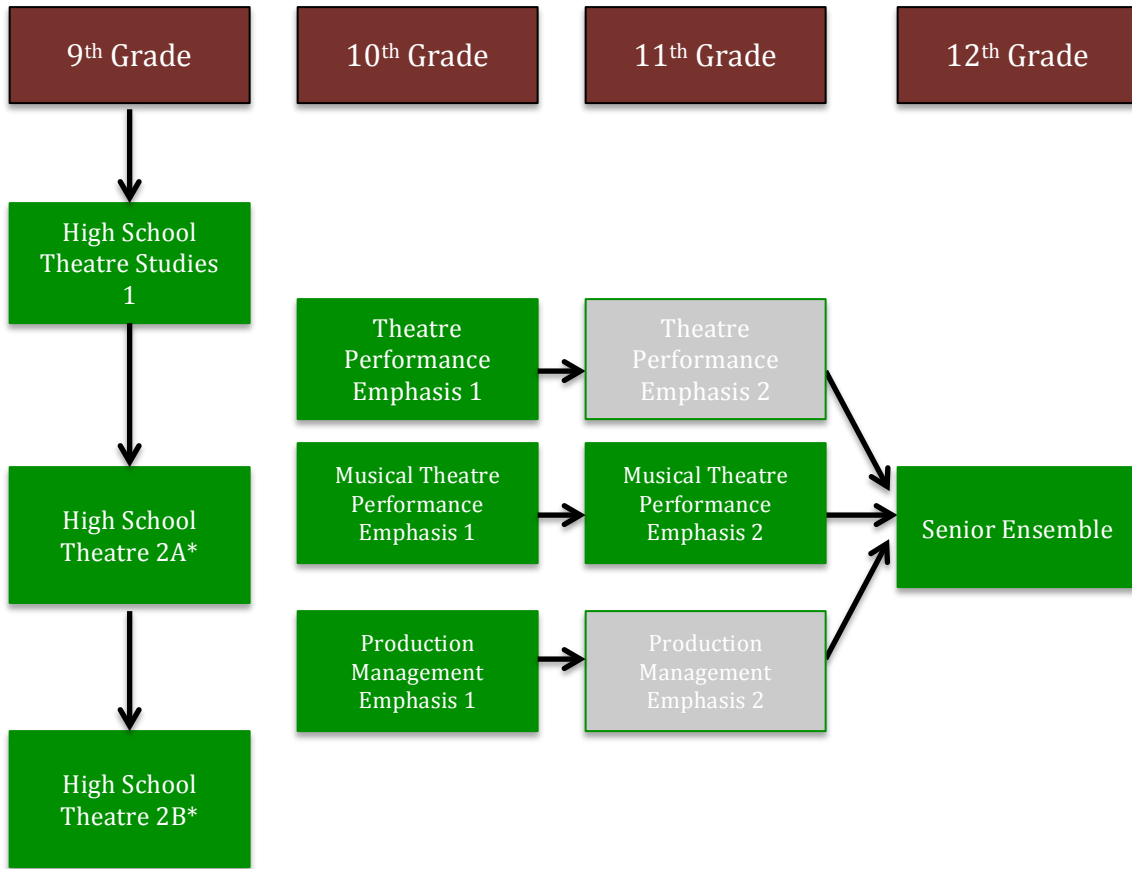 9th Grade
10th Grade
11th Grade
12th Grade
High School
Theatre Studies
1
Theatre
Performance
Emphasis 1
Theatre
Performance
Emphasis 2
High School
Theatre 2A*
Musical Theatre
Performance
Emphasis 1
Musical Theatre
Performance
Emphasis 2
Senior Ensemble
Production
Management
Emphasis 1
Production
Management
Emphasis 2
High School
Theatre 2B*